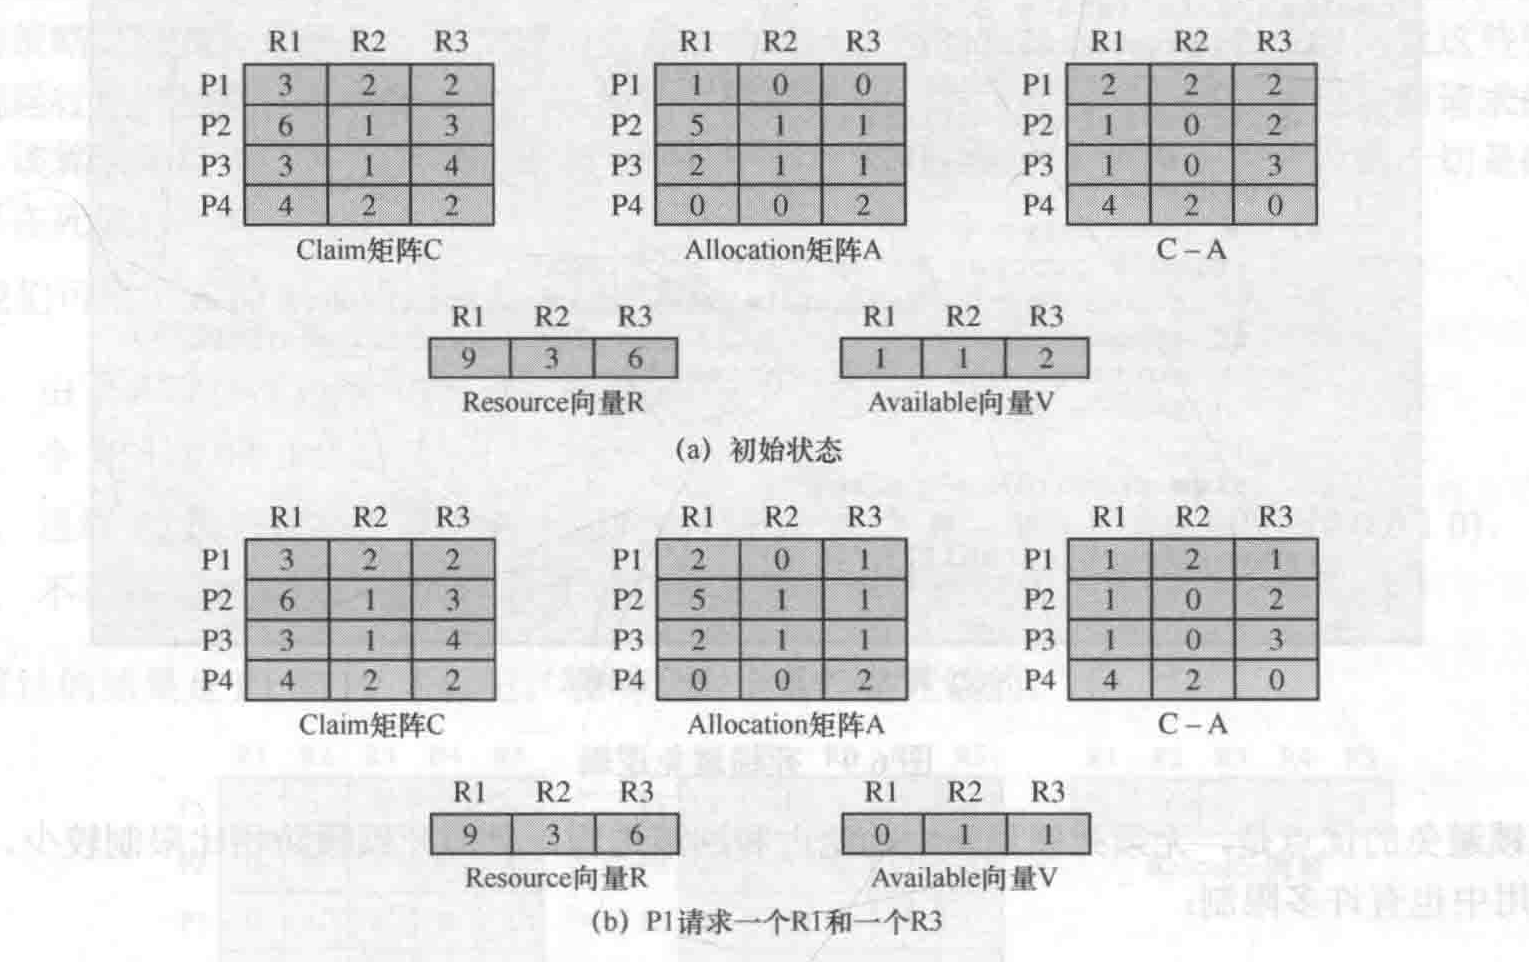 R1 R2 R3 R1 R2 R3 R1 R2 R3
P1 3 2 2 P1 1 0 0 P1 2 2 2
P2 6 1 3 P2 5 1 1 P2 1 0 2
P3 3 1 4 P3 2 1 1 P3 1 0 3
P4 4 2 2 P4 0 0 2 P4 4 2 0
Claim矩阵C Allocation矩阵A C – A
R1 R2 R3 R1 R2 R3
9 3 6 1 1 2
Resource向量R Available向量V
(a) 初始状态
R1 R2 R3 R1 R2 R3 R1 R2 R3
P1 3 2 2 P1 2 0 1 P1 1 2 1
P2 6 1 3 P2 5 1 1 P2 1 0 2
P3 3 1 4 P3 2 1 1 P3 1 0 3
P4 4 2 2 P4 0 0 2 P4 4 2 0
Claim矩阵C Allocation矩阵A C – A
R1 R2 R3 R1 R2 R3
9 3 6 0 1 1
Resource向量R Available向量V
(b) P1请求一个R1和一个R3